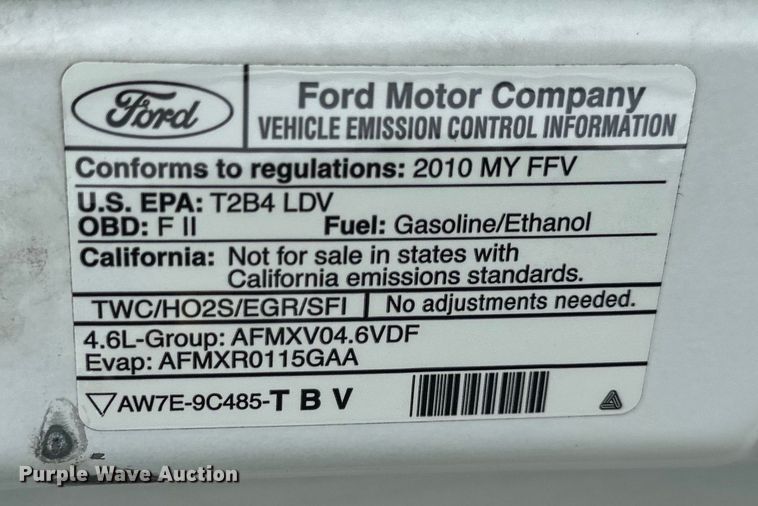 Ford
Ford Motor Company
VEHICLE EMISSION CONTROL INFORMATION
Conforms to regulations: 2010 MY FFV
U.S. EPA: T2B4 LDV
OBD: F II Fuel: Gasoline/Ethanol
California: Not for sale in states with
California emissions standards.
TWC/HO2S/EGR/SFI No adjustments needed.
4.6L-Group: AFMXV04.6VDF
Evap: AFMXR0115GAA
AW7E-9C485-T B V
Purple Wave Auction